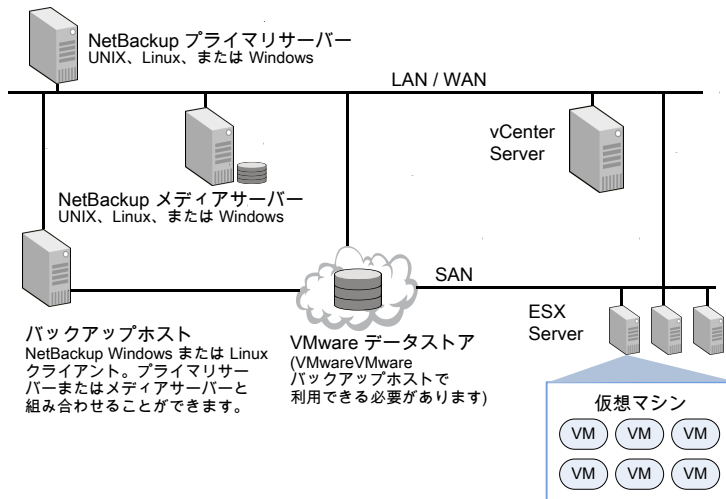 NetBackup プライマリサーバー
UNIX、Linux、または Windows
LAN / WAN
vCenter
Server
NetBackup メディアサーバー
UNIX、Linux、または Windows
SAN
バックアップホスト
NetBackup Windows または Linux
クライアント。プライマリサー
バーまたはメディアサーバーと
組み合わせることができます。
VMware データストア
(VMwareVMware
バックアップホストで
利用できる必要があります)
ESX
Server
仮想マシン
VM VM VM
VM VM VM